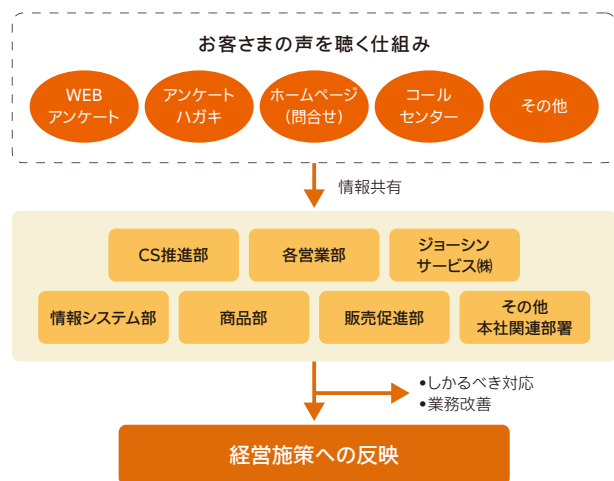 お客さまの声を聴く仕組み
WEB
アンケート
アンケート
ハガキ
ホームページ
(問合せ)
コール
センター
その他
情報共有
CS推進部
各営業部
ジョーシン
サービス㈱
情報システム部
商品部
販売促進部
その他
本社関連部署
•しかるべき対応
•業務改善
経営施策への反映